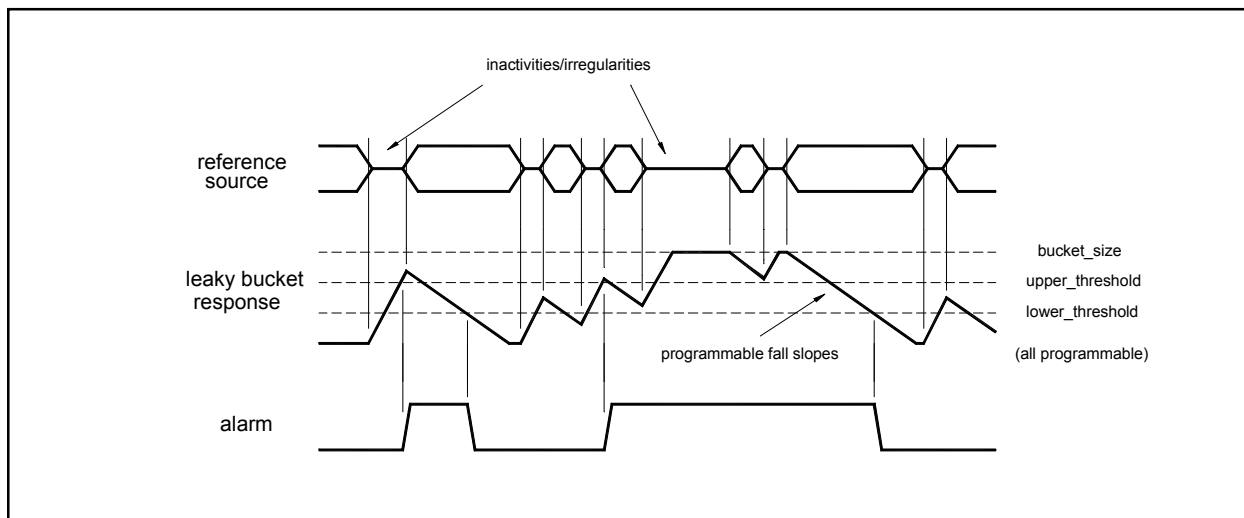 inactivities/irregularities
reference
source
bucket_size
leaky bucket
response
upper_threshold
lower_threshold
programmable fall slopes
(all programmable)
alarm